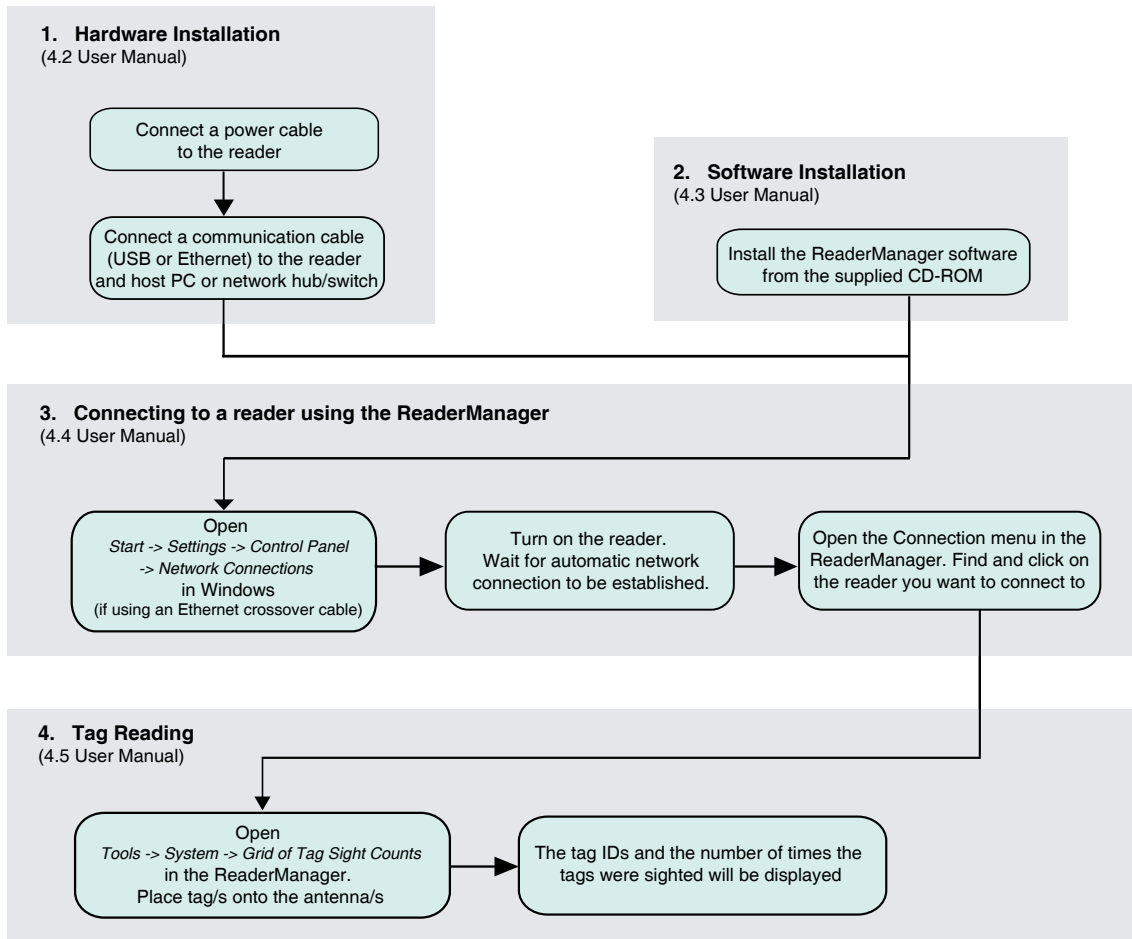 1. Hardware Installation
(4.2 User Manual)
Connect a power cable
to the reader
Connect a communication cable
(USB or Ethernet) to the reader
and host PC or network hub/switch
2. Software Installation
(4.3 User Manual)
Install the ReaderManager software
from the supplied CD-ROM
3. Connecting to a reader using the ReaderManager
(4.4 User Manual)
Open
Start -> Settings -> Control Panel
-> Network Connections
in Windows
(if using an Ethernet crossover cable)
Turn on the reader.
Wait for automatic network
connection to be established.
Open the Connection menu in the
ReaderManager. Find and click on
the reader you want to connect to
4. Tag Reading
(4.5 User Manual)
Open
Tools -> System -> Grid of Tag Sight Counts
in the ReaderManager.
Place tag/s onto the antenna/s
The tag IDs and the number of times the
tags were sighted will be displayed